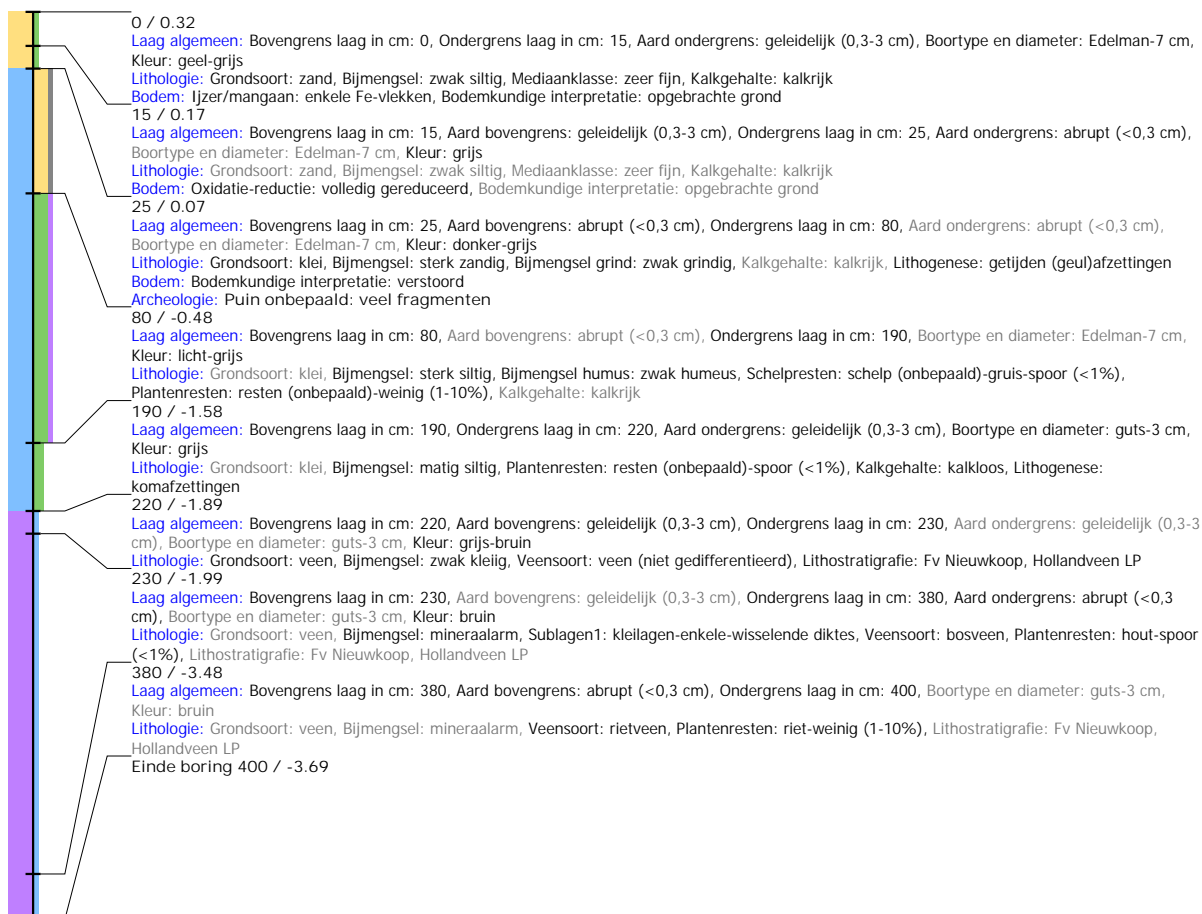 0 / 0.32
Laag algemeen: Bovengrens laag in cm: 0, Ondergrens laag in cm: 15, Aard ondergrens: geleidelijk (0,3-3 cm), Boortype en diameter: Edelman-7 cm,
Kleur: geel-grijs
Lithologie: Grondsoort: zand, Bijmengsel: zwak siltig, Mediaanklasse: zeer fijn, Kalkgehalte: kalkrijk
Bodem: Ijzer/mangaan: enkele Fe-vlekken, Bodemkundige interpretatie: opgebrachte grond
15 / 0.17
Laag algemeen: Bovengrens laag in cm: 15, Aard bovengrens: geleidelijk (0,3-3 cm), Ondergrens laag in cm: 25, Aard ondergrens: abrupt (<0,3 cm),
Boortype en diameter: Edelman-7 cm, Kleur: grijs
Lithologie: Grondsoort: zand, Bijmengsel: zwak siltig, Mediaanklasse: zeer fijn, Kalkgehalte: kalkrijk
Bodem: Oxidatie-reductie: volledig gereduceerd, Bodemkundige interpretatie: opgebrachte grond
25 / 0.07
Laag algemeen: Bovengrens laag in cm: 25, Aard bovengrens: abrupt (<0,3 cm), Ondergrens laag in cm: 80, Aard ondergrens: abrupt (<0,3 cm),
Boortype en diameter: Edelman-7 cm, Kleur: donker-grijs
Lithologie: Grondsoort: klei, Bijmengsel: sterk zandig, Bijmengsel grind: zwak grindig, Kalkgehalte: kalkrijk, Lithogenese: getijden (geul)afzettingen
Bodem: Bodemkundige interpretatie: verstoord
Archeologie: Puin onbepaald: veel fragmenten
80 / -0.48
Laag algemeen: Bovengrens laag in cm: 80, Aard bovengrens: abrupt (<0,3 cm), Ondergrens laag in cm: 190, Boortype en diameter: Edelman-7 cm,
Kleur: licht-grijs
Lithologie: Grondsoort: klei, Bijmengsel: sterk siltig, Bijmengsel humus: zwak humeus, Schelpresten: schelp (onbepaald)-gruis-spoor (<1%),
Plantenresten: resten (onbepaald)-weinig (1-10%), Kalkgehalte: kalkrijk
190 / -1.58
Laag algemeen: Bovengrens laag in cm: 190, Ondergrens laag in cm: 220, Aard ondergrens: geleidelijk (0,3-3 cm), Boortype en diameter: guts-3 cm,
Kleur: grijs
Lithologie: Grondsoort: klei, Bijmengsel: matig siltig, Plantenresten: resten (onbepaald)-spoor (<1%), Kalkgehalte: kalkloos, Lithogenese:
komafzettingen
220 / -1.89
Laag algemeen: Bovengrens laag in cm: 220, Aard bovengrens: geleidelijk (0,3-3 cm), Ondergrens laag in cm: 230, Aard ondergrens: geleidelijk (0,3-3
cm), Boortype en diameter: guts-3 cm, Kleur: grijs-bruin
Lithologie: Grondsoort: veen, Bijmengsel: zwak kleiig, Veensoort: veen (niet gedifferentieerd), Lithostratigrafie: Fv Nieuwkoop, Hollandveen LP
230 / -1.99
Laag algemeen: Bovengrens laag in cm: 230, Aard bovengrens: geleidelijk (0,3-3 cm), Ondergrens laag in cm: 380, Aard ondergrens: abrupt (<0,3
cm), Boortype en diameter: guts-3 cm, Kleur: bruin
Lithologie: Grondsoort: veen, Bijmengsel: mineraalarm, Sublagen1: kleilagen-enkele-wisselende diktes, Veensoort: bosveen, Plantenresten: hout-spoor
(<1%), Lithostratigrafie: Fv Nieuwkoop, Hollandveen LP
380 / -3.48
Laag algemeen: Bovengrens laag in cm: 380, Aard bovengrens: abrupt (<0,3 cm), Ondergrens laag in cm: 400, Boortype en diameter: guts-3 cm,
Kleur: bruin
Lithologie: Grondsoort: veen, Bijmengsel: mineraalarm, Veensoort: rietveen, Plantenresten: riet-weinig (1-10%), Lithostratigrafie: Fv Nieuwkoop,
Hollandveen LP
Einde boring 400 / -3.69